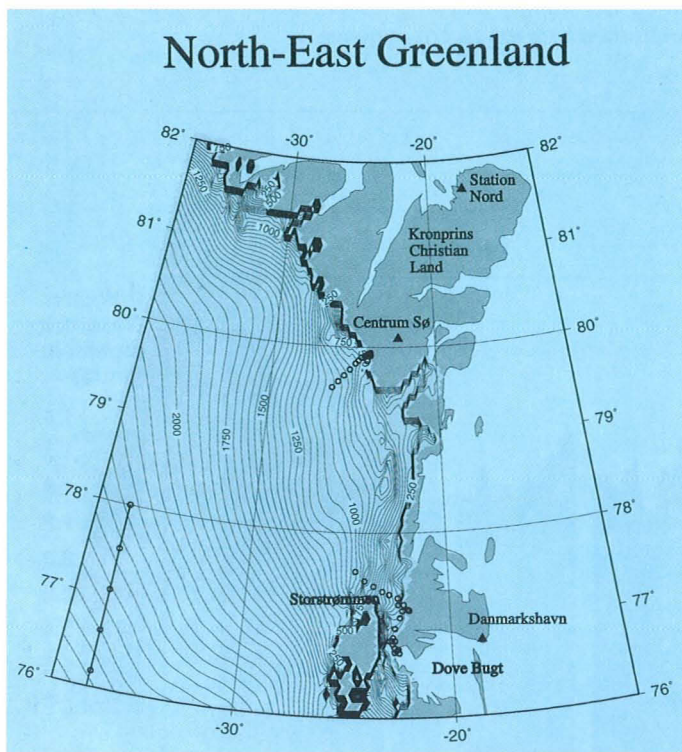 North-East Greenland
82°
-30°
-20°
82°
1250
Station
Nord
81°
1000
Kronprins
Christian
Land
81°
80°
Centrum Sø
750
80°
79°
2000
1750
1500
1250
79°
250
78°
1000
78°
77°
Storstrømmen
77°
500
Danmarkshavn
76°
Dove Bugt
76°
-30°
-20°